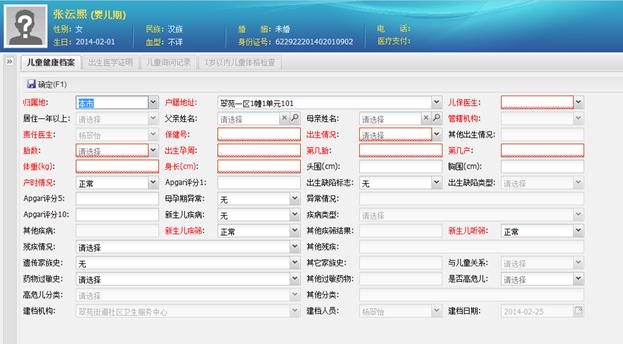 张云熙 (婴儿期)
性别: 女 民族: 汉族 婚 姻: 未婚 电 话:
生日: 2014-02-01 血型: 不详 身份证号: 622922201402010902 医疗支付:
儿童健康档案 出生医学证明 儿童询问记录 1岁以内儿童体格检查
确定(F1)
归属地: 本市 户籍地址: 翠苑一区1幢1单元101 儿保医生:
居住一年以上: 请选择 父亲姓名: 请选择 母亲姓名: 请选择 管辖机构:
责任医生: 杨翠怡 保健号: 出生情况: 请选择 其他出生情况:
胎数: 请选择 出生孕周: 第几胎: 第几产:
体重(kg): 身长(cm): 头围(cm): 胸围(cm):
产时情况: 正常 Apgar评分1: 出生缺陷标志: 无 出生缺陷类型: 请选择
Apgar评分5: 母孕期异常: 无 异常情况:
Apgar评分10: 新生儿疾病: 无 疾病类型: 请选择
其他疾病: 新生儿疾筛: 正常 其他疾筛结果: 新生儿听筛: 正常
残疾情况: 请选择 其他残疾:
遗传家族史: 无 其它家族史: 与儿童关系: 请选择
药物过敏史: 请选择 其他过敏药物: 是否高危儿: 请选择
高危儿分类: 请选择 其他分类:
建档机构: 翠苑街道社区卫生服务中心 建档人员: 杨翠怡 建档日期: 2014-02-25